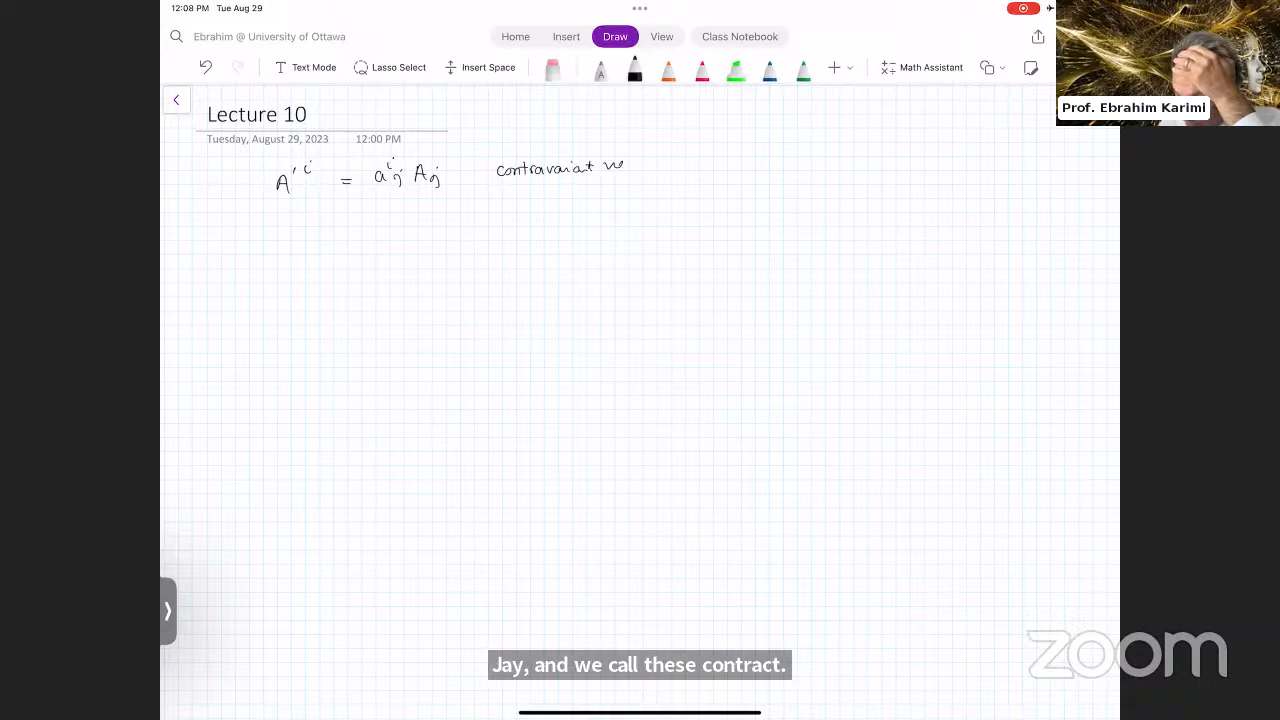 12:08 PM Tue Aug 29
Ebrahim @ University of Ottawa
Home Insert Draw View Class Notebook
Text Mode Lasso Select Insert Space Math Assistant
Prof. Ebrahim Karimi
Lecture 10
Tuesday, August 29, 2023 12:00 PM
A'ⁱ = aⁱⱼ Aⱼ contravaiant ve
Jay, and we call these contract.
zoom